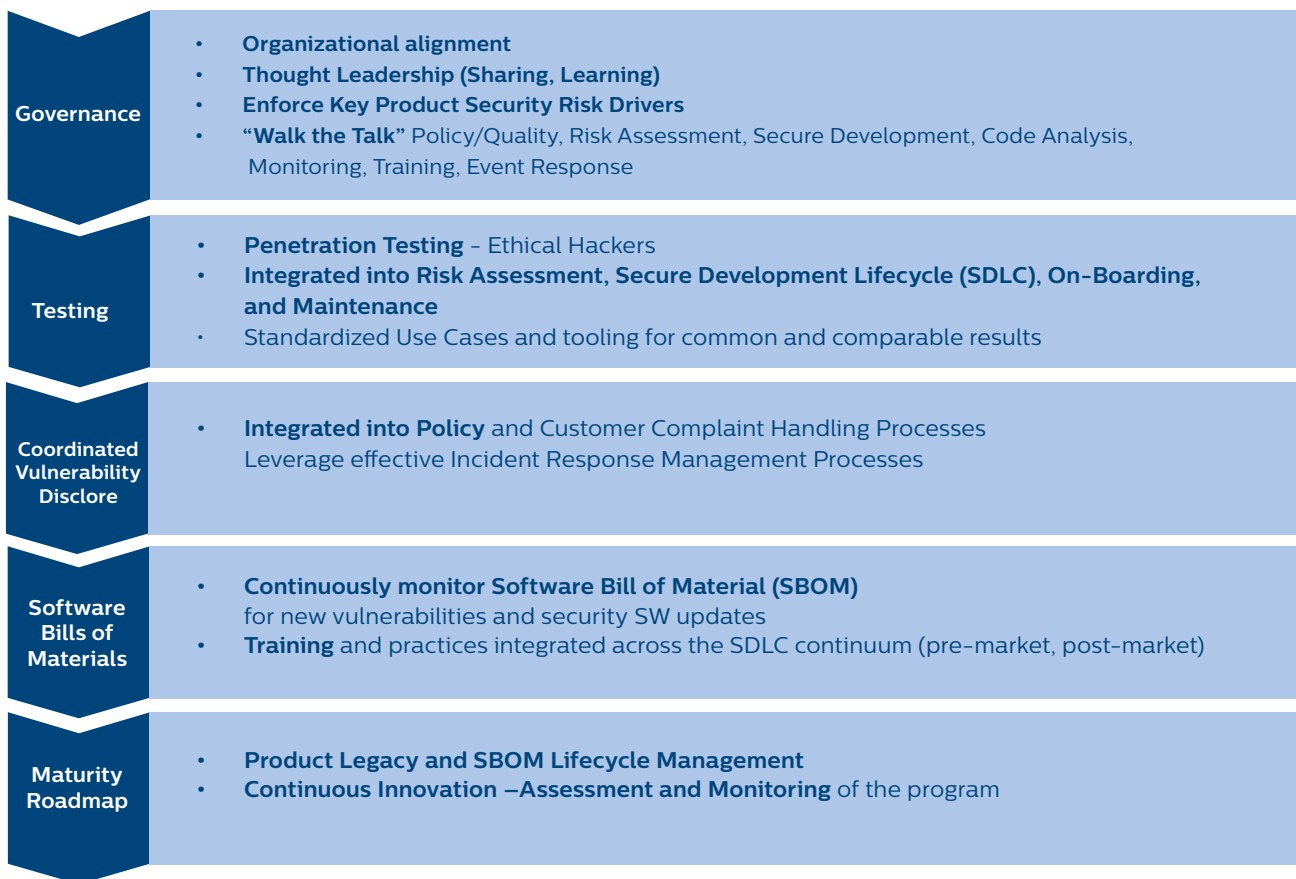 Governance
• Organizational alignment
• Thought Leadership (Sharing, Learning)
• Enforce Key Product Security Risk Drivers
• “Walk the Talk” Policy/Quality, Risk Assessment, Secure Development, Code Analysis,
Monitoring, Training, Event Response
Testing
• Penetration Testing - Ethical Hackers
• Integrated into Risk Assessment, Secure Development Lifecycle (SDLC), On-Boarding,
and Maintenance
• Standardized Use Cases and tooling for common and comparable results
Coordinated
Vulnerability
Disclore
• Integrated into Policy and Customer Complaint Handling Processes
Leverage effective Incident Response Management Processes
Software
Bills of
Materials
• Continuously monitor Software Bill of Material (SBOM)
for new vulnerabilities and security SW updates
• Training and practices integrated across the SDLC continuum (pre-market, post-market)
Maturity
Roadmap
• Product Legacy and SBOM Lifecycle Management
• Continuous Innovation –Assessment and Monitoring of the program